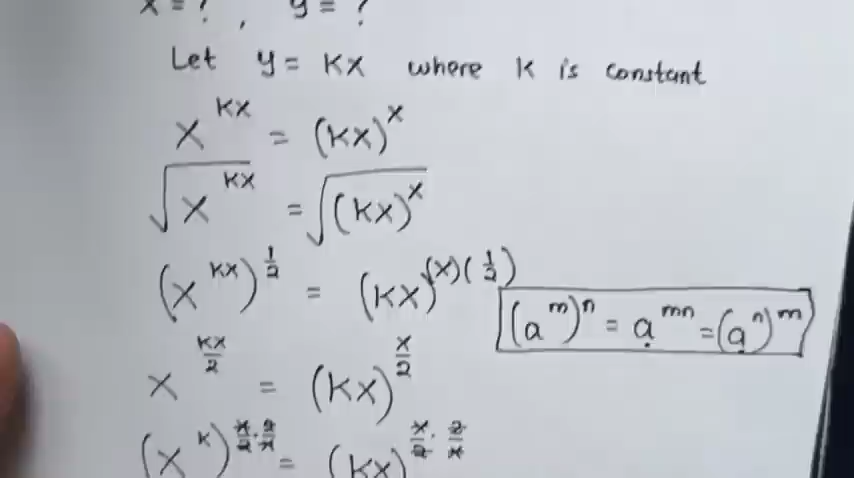 x = ? , y = ?
Let y = kx where k is constant
x^{kx} = (kx)^x
√(x^{kx}) = √((kx)^x)
(x^{kx})^{1/2} = (kx)^{(x)(1/2)}
(a^m)^n = a^{mn} = (a^n)^m
x^{kx/2} = (kx)^{x/2}
(x^k)^{x/2 · 2/x} = (kx)^{x/2 · 2/x}